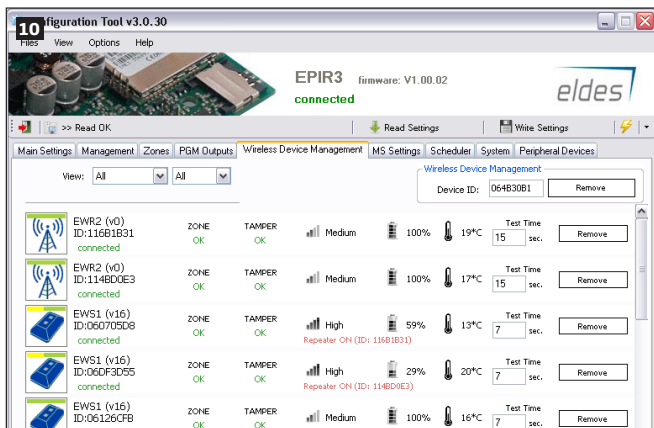 10
figuration Tool v3.0.30
Files View Options Help
EPIR3 firmware: V1.00.02
connected
eldes
>> Read OK Read Settings Write Settings
Main Settings Management Zones PGM Outputs Wireless Device Management MS Settings Scheduler System Peripheral Devices
View: All All
Wireless Device Management
Device ID: 064B30B1 Remove
EWR2 (v0) ZONE TAMPER Test Time
ID:116B1B31 OK OK Medium 100% 19°C 15 sec. Remove
connected
EWR2 (v0) ZONE TAMPER Test Time
ID:114BD0E3 OK OK Medium 100% 17°C 15 sec. Remove
connected
EWS1 (v16) ZONE TAMPER Test Time
ID:060705D8 OK OK High 59% 13°C 7 sec. Remove
connected Repeater ON (ID: 116B1B31)
EWS1 (v16) ZONE TAMPER Test Time
ID:06DF3D55 OK OK High 29% 20°C 7 sec. Remove
connected Repeater ON (ID: 114BD0E3)
EWS1 (v16) ZONE TAMPER Test Time
ID:06126CFB OK OK Medium 100% 16°C 7 sec. Remove